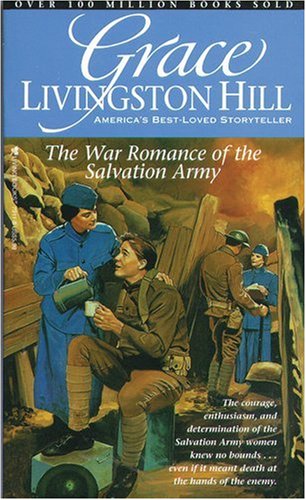 OVER 100 MILLION BOOKS SOLD
Grace
LIVINGSTON HILL
AMERICA'S BEST-LOVED STORYTELLER
The War Romance of the
Salvation Army
The courage,
enthusiasm, and
determination of the
Salvation Army women
knew no bounds . . .
even if it meant death at
the hands of the enemy.